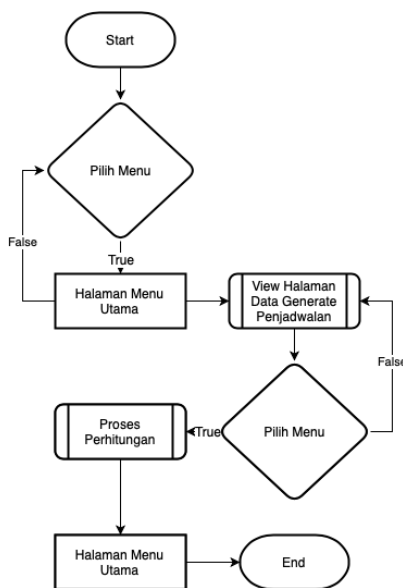 Start
Pilih Menu
False
True
Halaman Menu
Utama
View Halaman
Data Generate
Penjadwalan
False
Pilih Menu
True
Proses
Perhitungan
Halaman Menu
Utama
End